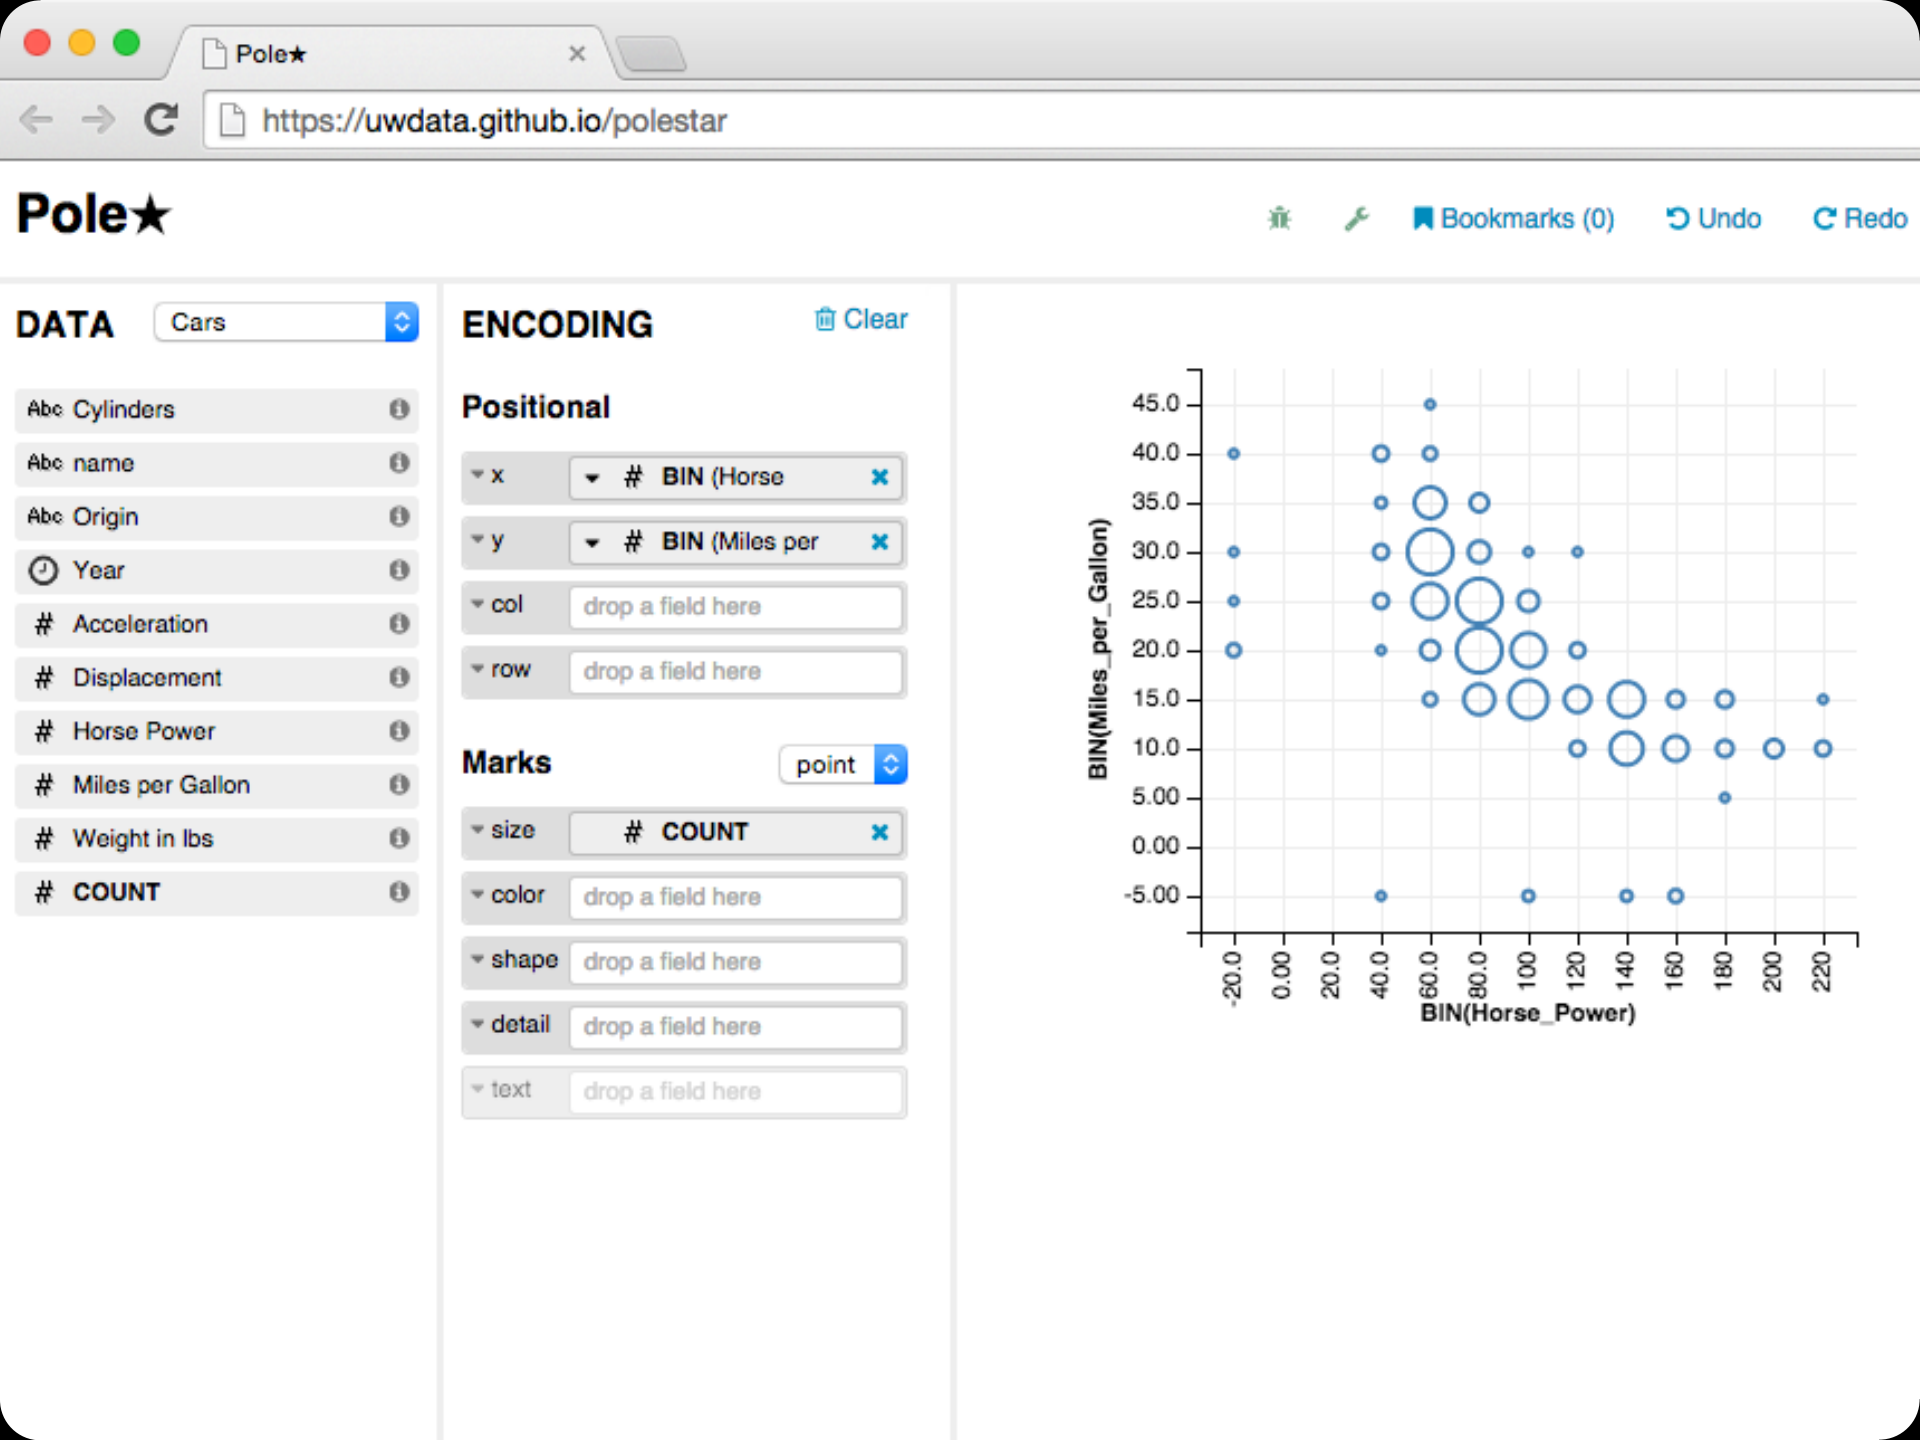 Pole★
https://uwdata.github.io/polestar
Pole★
Bookmarks (0)
Undo
Redo
DATA
Cars
Abc Cylinders
Abc name
Abc Origin
Year
# Acceleration
# Displacement
# Horse Power
# Miles per Gallon
# Weight in lbs
# COUNT
ENCODING
Clear
Positional
x # BIN (Horse
y # BIN (Miles per
col drop a field here
row drop a field here
Marks
point
size # COUNT
color drop a field here
shape drop a field here
detail drop a field here
text drop a field here
BIN(Miles_per_Gallon)
45.0
40.0
35.0
30.0
25.0
20.0
15.0
10.0
5.00
0.00
-5.00
-20.0 0.00 20.0 40.0 60.0 80.0 100 120 140 160 180 200 220
BIN(Horse_Power)